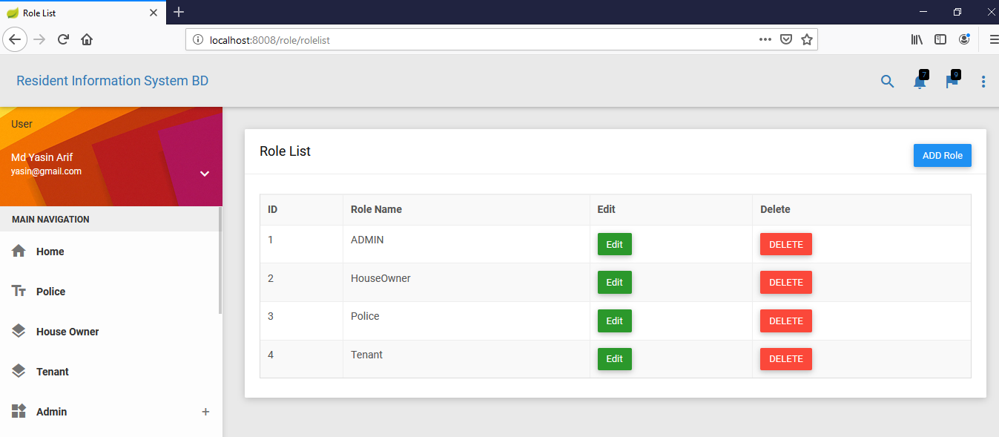 Role List
localhost:8008/role/rolelist
Resident Information System BD
7
9
User
Md Yasin Arif
yasin@gmail.com
MAIN NAVIGATION
Home
Police
House Owner
Tenant
Admin
Role List
ADD Role
ID Role Name Edit Delete
1 ADMIN Edit DELETE
2 HouseOwner Edit DELETE
3 Police Edit DELETE
4 Tenant Edit DELETE